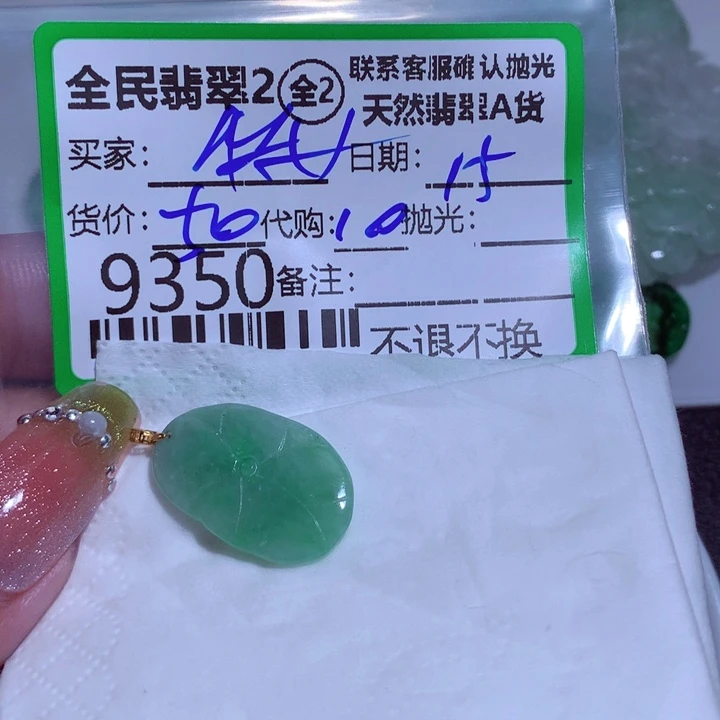 全民翡翠2 全2 联系客服确认抛光
天然翡翠A货
买家： 日期：15
货价：50 代购：10 抛光：
9350 备注：
不退不换